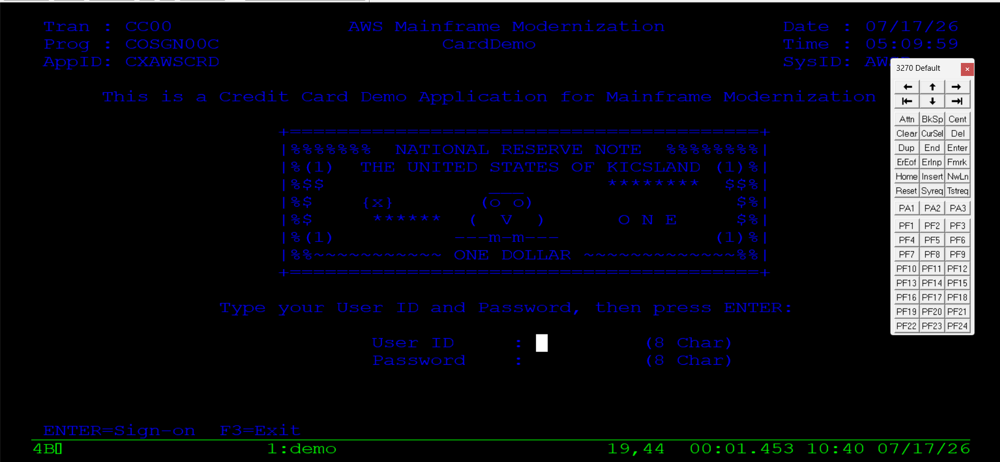 Tran : CC00 AWS Mainframe Modernization Date : 07/17/26
Prog : COSGN00C CardDemo Time : 05:09:59
AppID: CXAWSCRD SysID:
3270 Default
This is a Credit Card Demo Application for Mainframe Modernization
+========================================+
|%%%%%%% NATIONAL RESERVE NOTE %%%%%%%%|
|%(1) THE UNITED STATES OF KICSLAND (1)%|
|%$$ ___ ******** $$%|
|%$ {x} (o o) $%|
|%$ ****** ( V ) O N E $%|
|%(1) ---m-m--- (1)%|
|%%~~~~~~~~~~~ ONE DOLLAR ~~~~~~~~~~~~~%%|
+========================================+
Type your User ID and Password, then press ENTER:
User ID : (8 Char)
Password : (8 Char)
ENTER=Sign-on F3=Exit
4B 1:demo 19,44 00:01.453 10:40 07/17/26
Attn BkSp Cent
Clear CurSel Del
Dup End Enter
ErEof ErInp Fmrk
Home Insert NwLn
Reset Syreq Tstreq
PA1 PA2 PA3
PF1 PF2 PF3
PF4 PF5 PF6
PF7 PF8 PF9
PF10 PF11 PF12
PF13 PF14 PF15
PF16 PF17 PF18
PF19 PF20 PF21
PF22 PF23 PF24